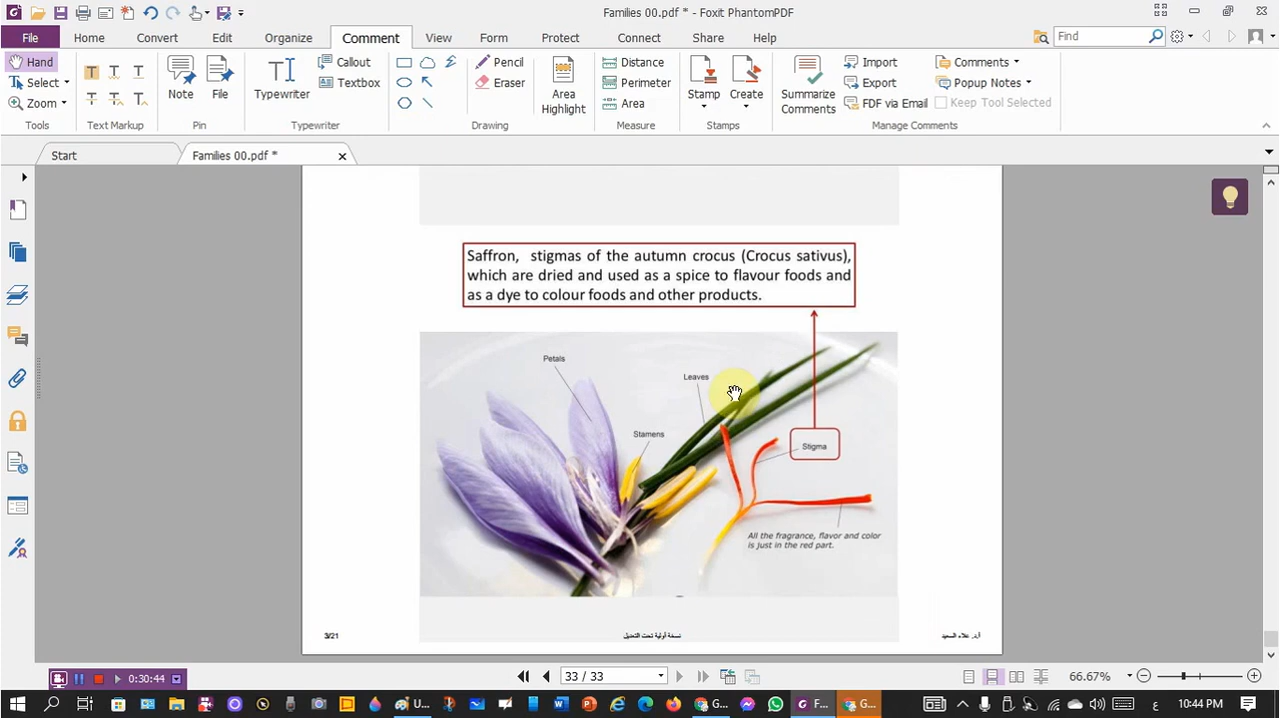 Families 00.pdf * - Foxit PhantomPDF
File Home Convert Edit Organize Comment View Form Protect Connect Share Help Find
Hand
Select
Zoom
Tools
Text Markup
Note
File
Pin
Typewriter
Callout
Textbox
Typewriter
Pencil
Eraser
Area
Highlight
Drawing
Distance
Perimeter
Area
Measure
Stamp
Create
Stamps
Summarize
Comments
Import
Export
FDF via Email
Comments
Popup Notes
Keep Tool Selected
Manage Comments
Start
Families 00.pdf *
Saffron, stigmas of the autumn crocus (Crocus sativus),
which are dried and used as a spice to flavour foods and
as a dye to colour foods and other products.
Petals
Leaves
Stamens
Stigma
All the fragrance, flavor and color
is just in the red part.
3/21
نسخة أولية تحت التعديل
أ.د. علاء السعيد
0:30:44
33 / 33
66.67%
U...
G...
F...
G...
ع
10:44 PM